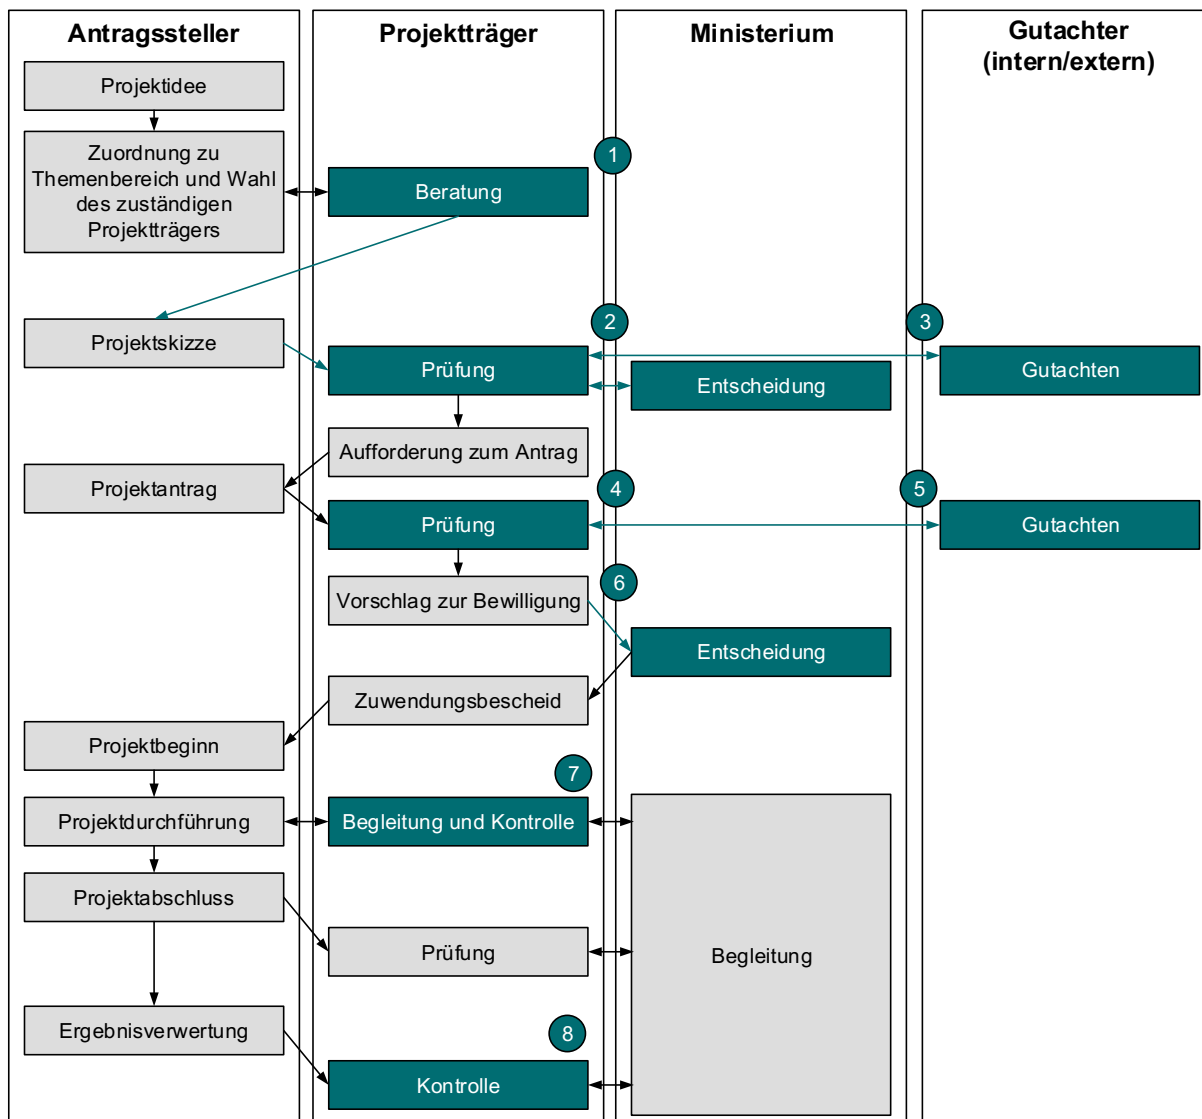 Antragssteller
Projektträger
Ministerium
Gutachter
(intern/extern)
Projektidee
Zuordnung zu
Themenbereich und Wahl
des zuständigen
Projektträgers
1
Beratung
Projektskizze
2
3
Prüfung
Entscheidung
Gutachten
Aufforderung zum Antrag
Projektantrag
4
5
Prüfung
Gutachten
Vorschlag zur Bewilligung
6
Entscheidung
Zuwendungsbescheid
Projektbeginn
7
Projektdurchführung
Begleitung und Kontrolle
Projektabschluss
Prüfung
Begleitung
Ergebnisverwertung
8
Kontrolle